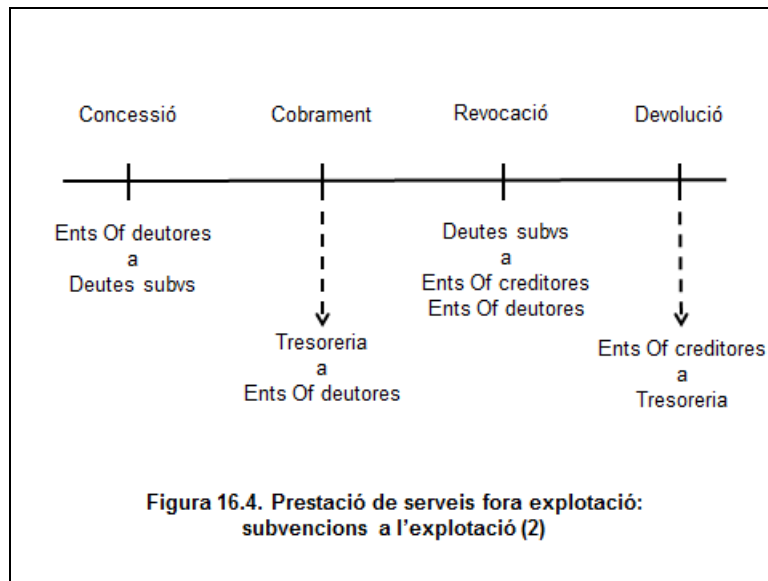 Concessió
Cobrament
Revocació
Devolució
Ents Of deutores
a
Deutes subvs
Tresoreria
a
Ents Of deutores
Deutes subvs
a
Ents Of creditores
Ents Of deutores
Ents Of creditores
a
Tresoreria
Figura 16.4. Prestació de serveis fora explotació:
subvencions a l'explotació (2)